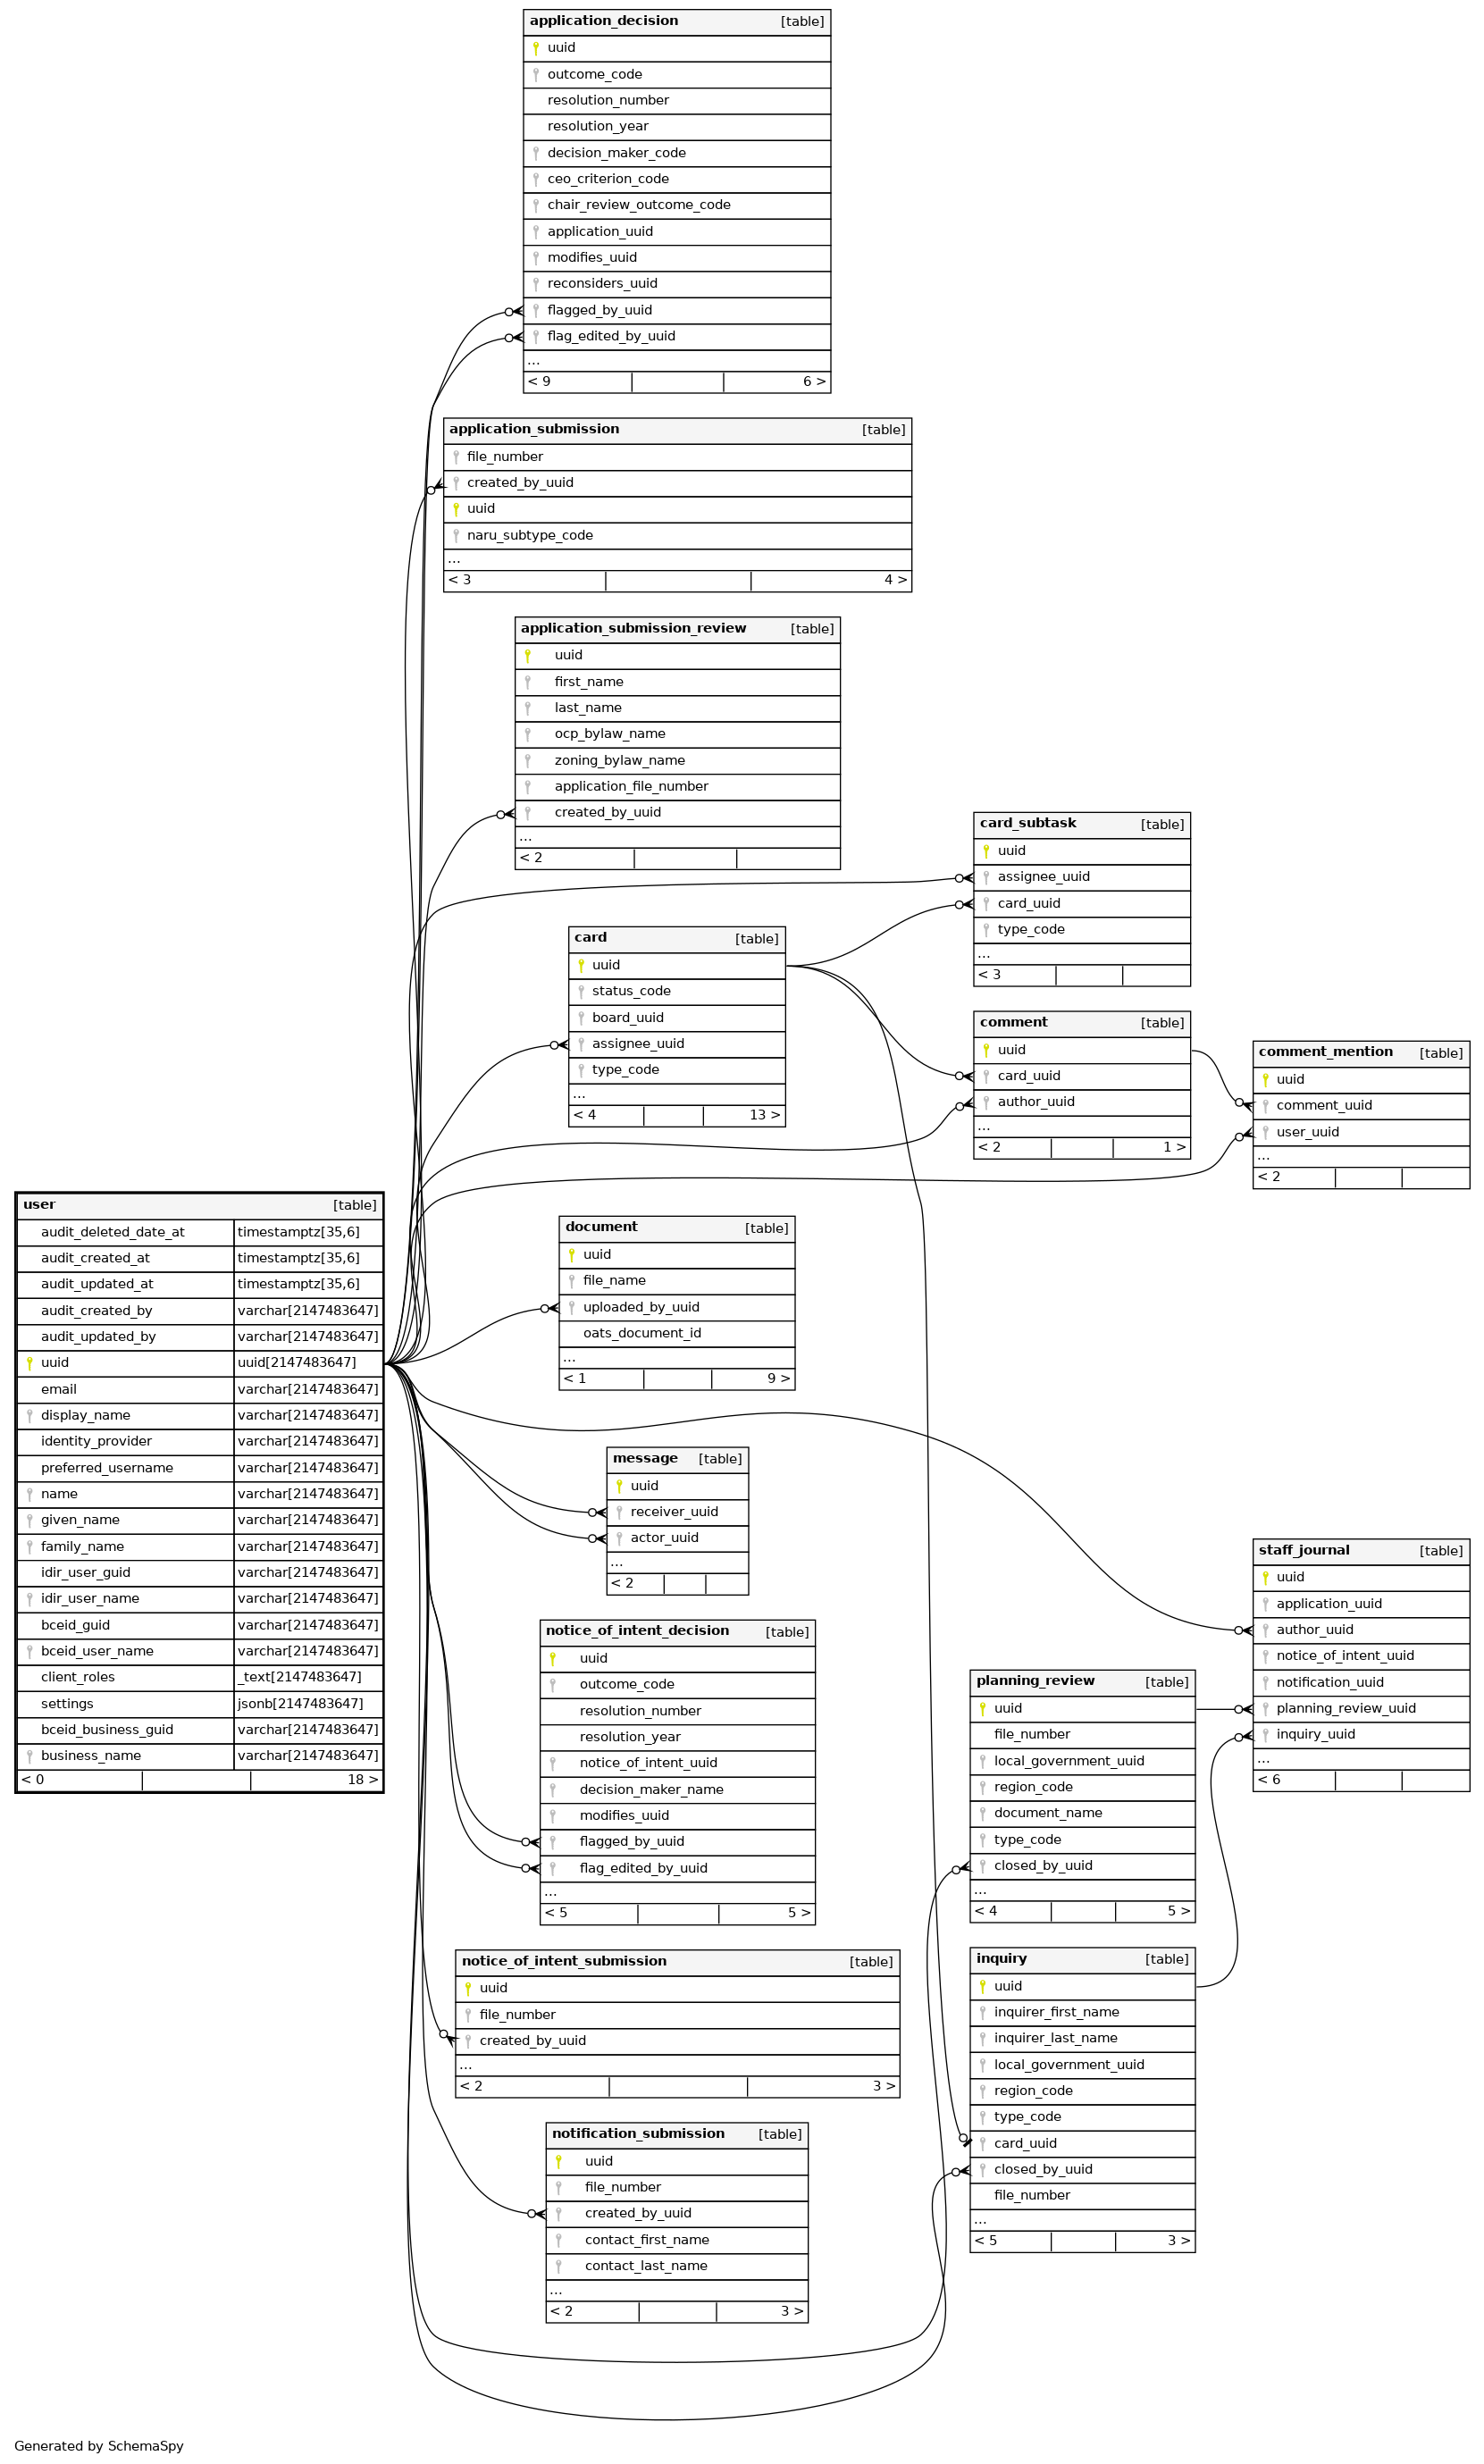 application_decision [table]
uuid
outcome_code
resolution_number
resolution_year
decision_maker_code
ceo_criterion_code
chair_review_outcome_code
application_uuid
modifies_uuid
reconsiders_uuid
flagged_by_uuid
flag_edited_by_uuid
...
< 9 6 >
application_submission [table]
file_number
created_by_uuid
uuid
naru_subtype_code
...
< 3 4 >
application_submission_review [table]
uuid
first_name
last_name
ocp_bylaw_name
zoning_bylaw_name
application_file_number
created_by_uuid
...
< 2
card_subtask [table]
uuid
assignee_uuid
card_uuid
type_code
...
< 3
card [table]
uuid
status_code
board_uuid
assignee_uuid
type_code
...
< 4 13 >
comment [table]
uuid
card_uuid
author_uuid
...
< 2 1 >
comment_mention [table]
uuid
comment_uuid
user_uuid
...
< 2
user [table]
audit_deleted_date_at timestamptz[35,6]
audit_created_at timestamptz[35,6]
audit_updated_at timestamptz[35,6]
audit_created_by varchar[2147483647]
audit_updated_by varchar[2147483647]
uuid uuid[2147483647]
email varchar[2147483647]
display_name varchar[2147483647]
identity_provider varchar[2147483647]
preferred_username varchar[2147483647]
name varchar[2147483647]
given_name varchar[2147483647]
family_name varchar[2147483647]
idir_user_guid varchar[2147483647]
idir_user_name varchar[2147483647]
bceid_guid varchar[2147483647]
bceid_user_name varchar[2147483647]
client_roles _text[2147483647]
settings jsonb[2147483647]
bceid_business_guid varchar[2147483647]
business_name varchar[2147483647]
< 0 18 >
document [table]
uuid
file_name
uploaded_by_uuid
oats_document_id
...
< 1 9 >
message [table]
uuid
receiver_uuid
actor_uuid
...
< 2
staff_journal [table]
uuid
application_uuid
author_uuid
notice_of_intent_uuid
notification_uuid
planning_review_uuid
inquiry_uuid
...
< 6
notice_of_intent_decision [table]
uuid
outcome_code
resolution_number
resolution_year
notice_of_intent_uuid
decision_maker_name
modifies_uuid
flagged_by_uuid
flag_edited_by_uuid
...
< 5 5 >
planning_review [table]
uuid
file_number
local_government_uuid
region_code
document_name
type_code
closed_by_uuid
...
< 4 5 >
notice_of_intent_submission [table]
uuid
file_number
created_by_uuid
...
< 2 3 >
inquiry [table]
uuid
inquirer_first_name
inquirer_last_name
local_government_uuid
region_code
type_code
card_uuid
closed_by_uuid
file_number
...
< 5 3 >
notification_submission [table]
uuid
file_number
created_by_uuid
contact_first_name
contact_last_name
...
< 2 3 >
Generated by SchemaSpy